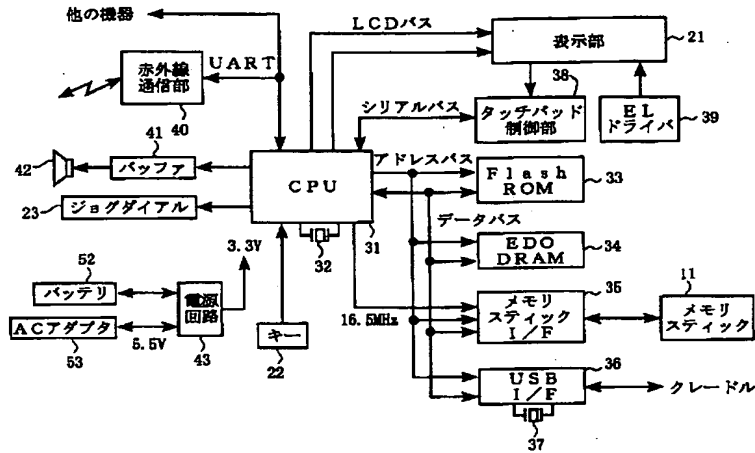 他の機器
LCDバス
表示部
21
赤外線
通信部
UART
40
38
シリアルバス
タッチパッド
制御部
ELドライバ
39
41
42
バッファ
CPU
31
アドレスバス
Flash
ROM
33
23
ジョグダイアル
データバス
32
3.3V
EDO
DRAM
34
52
バッテリ
電源
回路
ACアダプタ
53
5.5V
43
キー
22
16.5MHz
35
メモリ
スティック
I/F
11
メモリ
スティック
36
USB
I/F
クレードル
37